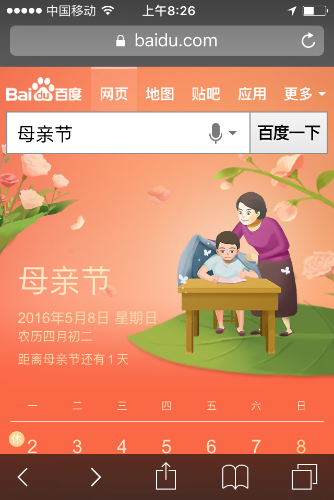 中国移动 上午8:26
baidu.com
Bai du 百度 网页 地图 贴吧 应用 更多
母亲节 百度一下
母亲节
2016年5月8日 星期日
农历四月初二
距离母亲节还有1天
一 二 三 四 五 六 日
休 2 3 4 5 6 7 8